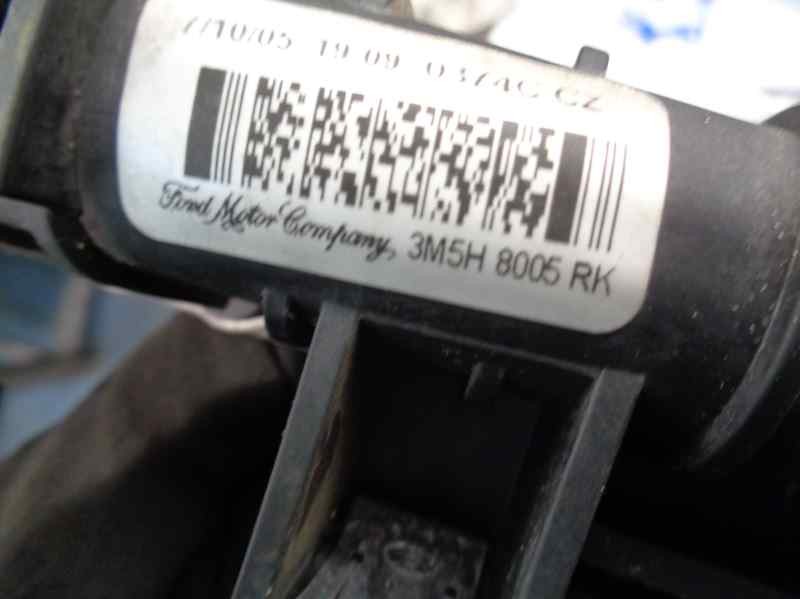 7/10/05 19 09 0374C CZ
Ford Motor Company, 3M5H 8005 RK